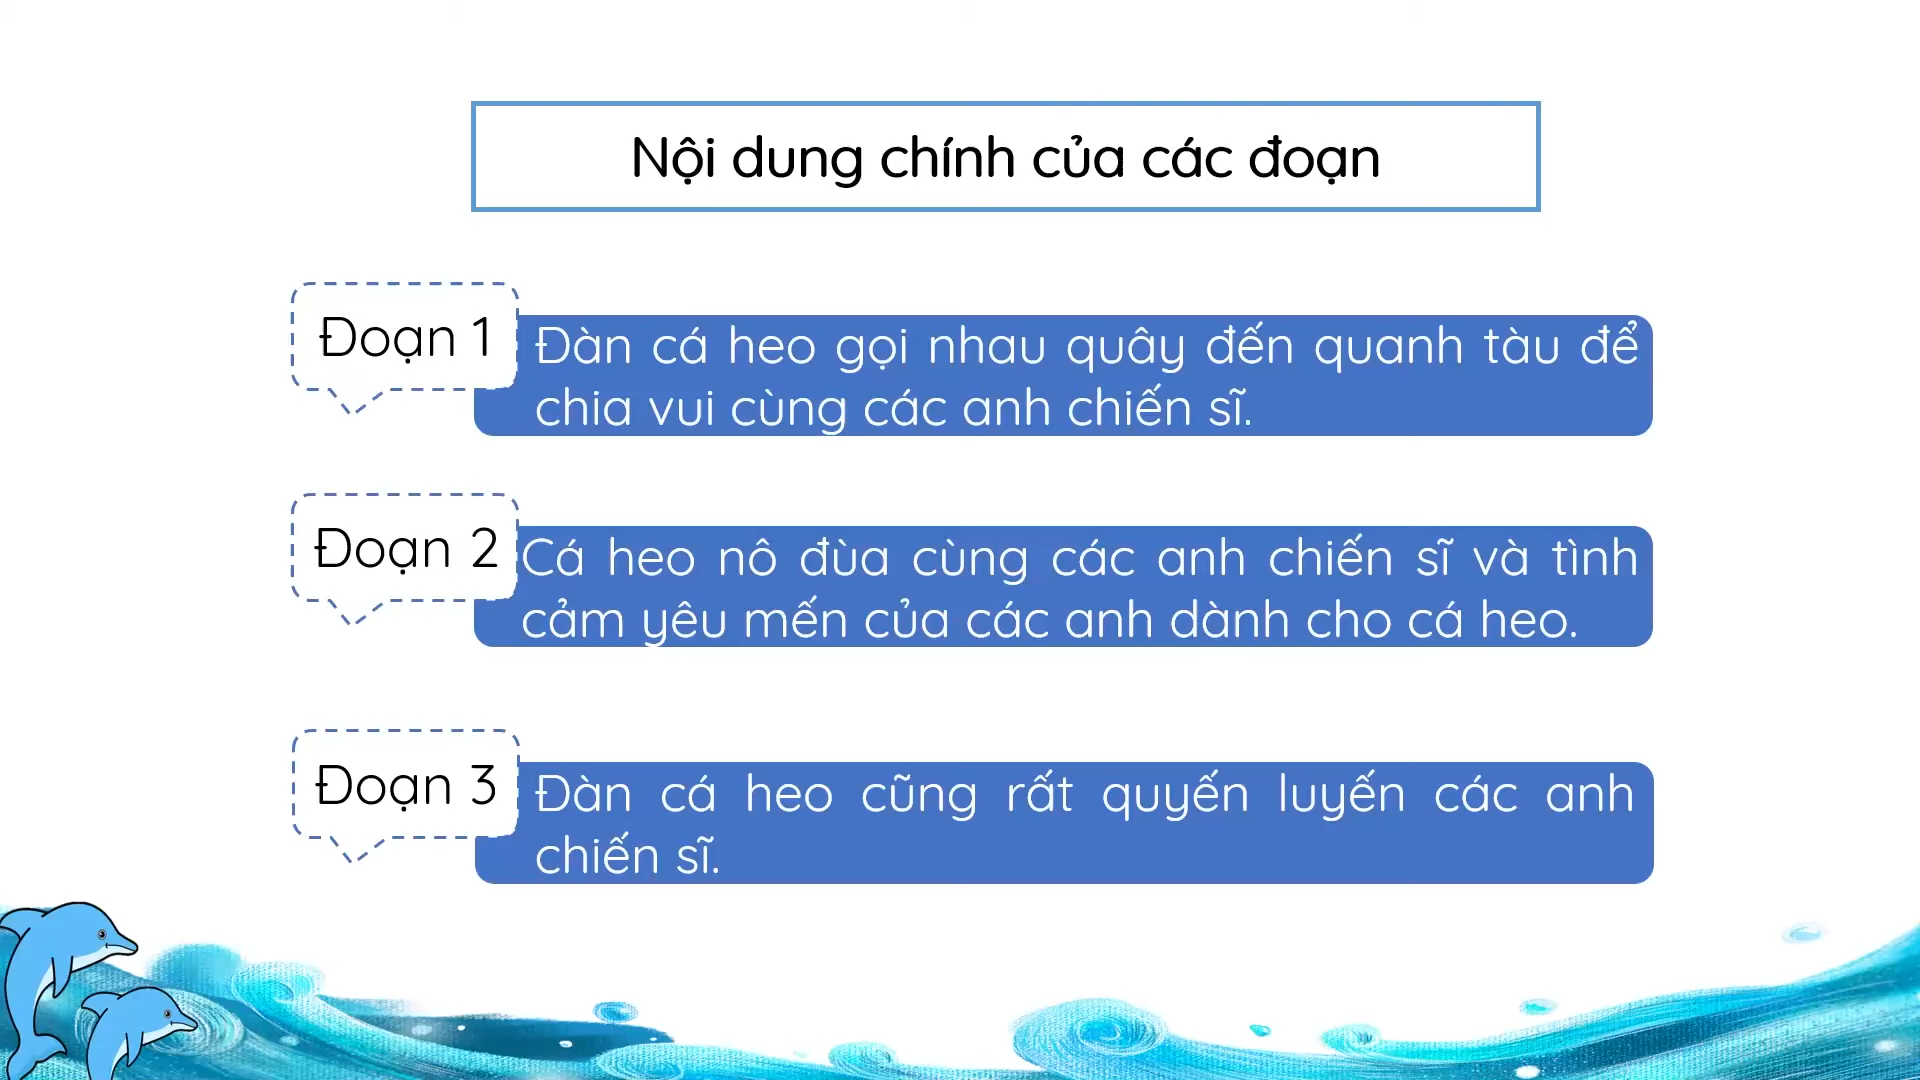 Nội dung chính của các đoạn
Đoạn 1
Đàn cá heo gọi nhau quây đến quanh tàu để
chia vui cùng các anh chiến sĩ.
Đoạn 2
Cá heo nô đùa cùng các anh chiến sĩ và tình
cảm yêu mến của các anh dành cho cá heo.
Đoạn 3
Đàn cá heo cũng rất quyến luyến các anh
chiến sĩ.